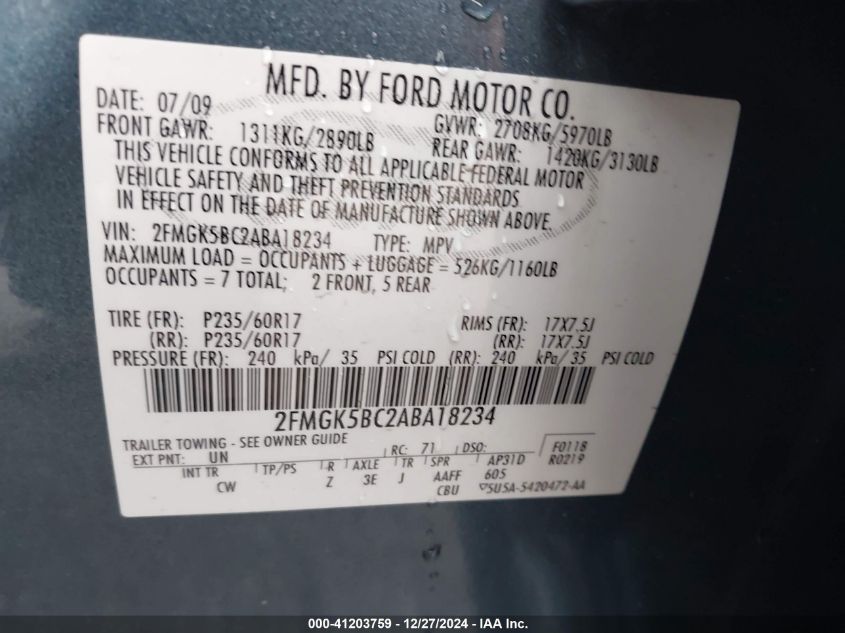 MFD. BY FORD MOTOR CO.
DATE: 07/09 GVWR: 2708KG/5970LB
FRONT GAWR: 1311KG/2890LB REAR GAWR: 1420KG/3130LB
THIS VEHICLE CONFORMS TO ALL APPLICABLE FEDERAL MOTOR
VEHICLE SAFETY AND THEFT PREVENTION STANDARDS
IN EFFECT ON THE DATE OF MANUFACTURE SHOWN ABOVE.
VIN: 2FMGK5BC2ABA18234 TYPE: MPV
MAXIMUM LOAD = OCCUPANTS + LUGGAGE = 526KG/1160LB
OCCUPANTS = 7 TOTAL; 2 FRONT, 5 REAR
TIRE (FR): P235/60R17 RIMS (FR): 17X7.5J
(RR): P235/60R17 (RR): 17X7.5J
PRESSURE (FR): 240 kPa/ 35 PSI COLD (RR): 240 kPa/ 35 PSI COLD
2FMGK5BC2ABA18234
TRAILER TOWING - SEE OWNER GUIDE
EXT PNT: UN RC: 71 DSO: F0118
R0219
INT TR TP/PS R AXLE TR SPR AP31D
CW Z 3E J AAFF 605
CBU 5U5A-5420472-AA
000-41203759 - 12/27/2024 - IAA Inc.